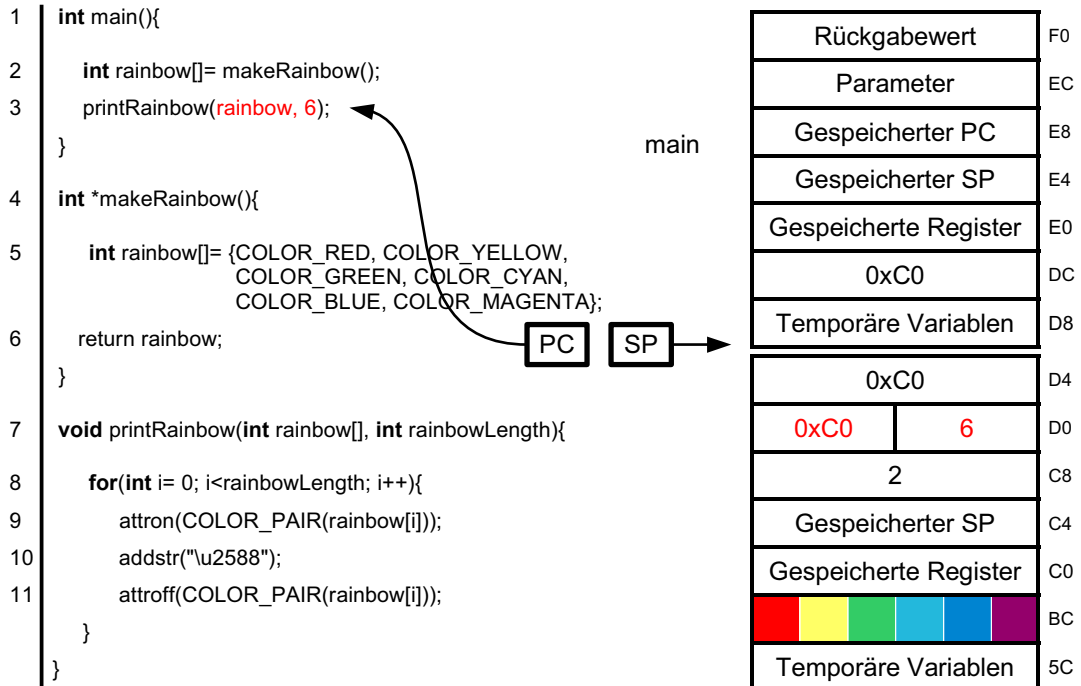 1 int main(){
2 int rainbow[]= makeRainbow();
3 printRainbow(rainbow, 6);
}
4 int *makeRainbow(){
5 int rainbow[]= {COLOR_RED, COLOR_YELLOW,
COLOR_GREEN, COLOR_CYAN,
COLOR_BLUE, COLOR_MAGENTA};
6 return rainbow;
}
7 void printRainbow(int rainbow[], int rainbowLength){
8 for(int i= 0; i<rainbowLength; i++){
9 attron(COLOR_PAIR(rainbow[i]));
10 addstr("\u2588");
11 attroff(COLOR_PAIR(rainbow[i]));
}
}
PC SP
main
Rückgabewert F0
Parameter EC
Gespeicherter PC E8
Gespeicherter SP E4
Gespeicherte Register E0
0xC0 DC
Temporäre Variablen D8
0xC0 D4
0xC0 6 D0
2 C8
Gespeicherter SP C4
Gespeicherte Register C0
BC
Temporäre Variablen 5C